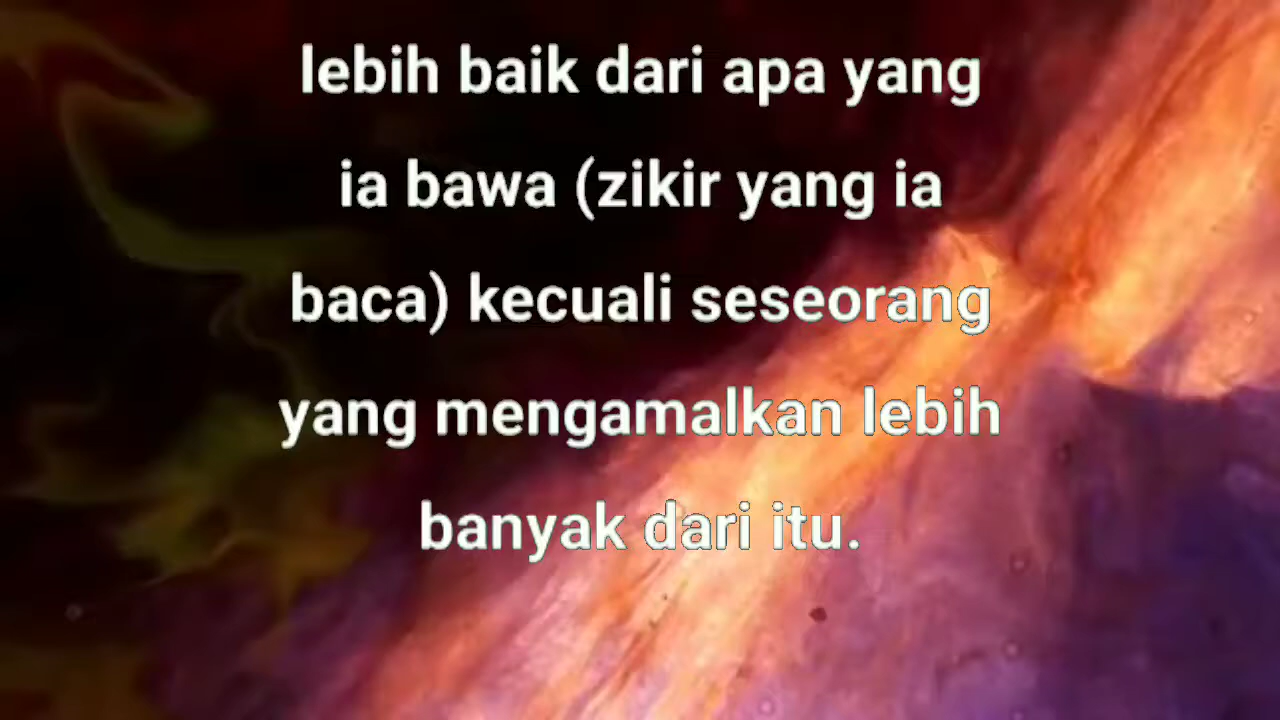 lebih baik dari apa yang
ia bawa (zikir yang ia
baca) kecuali seseorang
yang mengamalkan lebih
banyak dari itu.